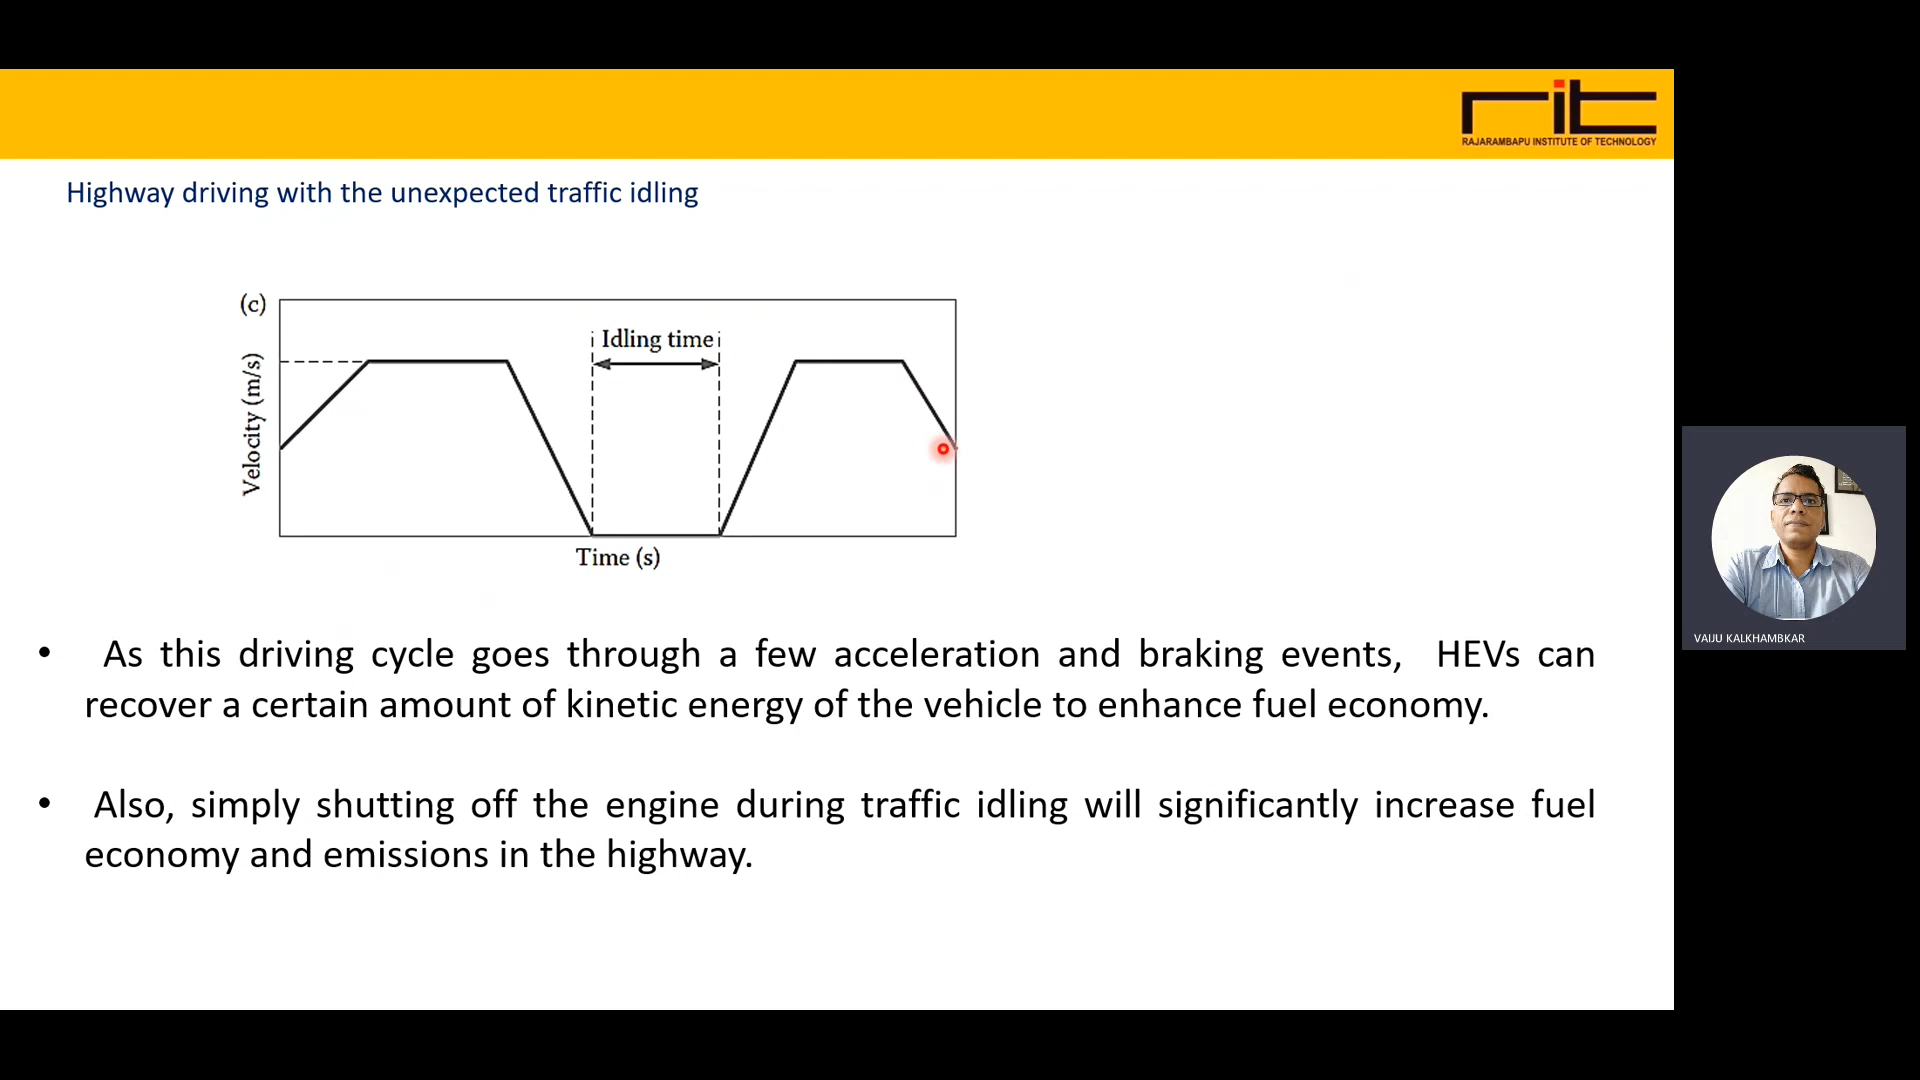 rit
RAJARAMBAPU INSTITUTE OF TECHNOLOGY
Highway driving with the unexpected traffic idling
(c)
Idling time
Velocity (m/s)
Time (s)
• As this driving cycle goes through a few acceleration and braking events, HEVs can
recover a certain amount of kinetic energy of the vehicle to enhance fuel economy.
• Also, simply shutting off the engine during traffic idling will significantly increase fuel
economy and emissions in the highway.
VAIJU KALKHAMBKAR